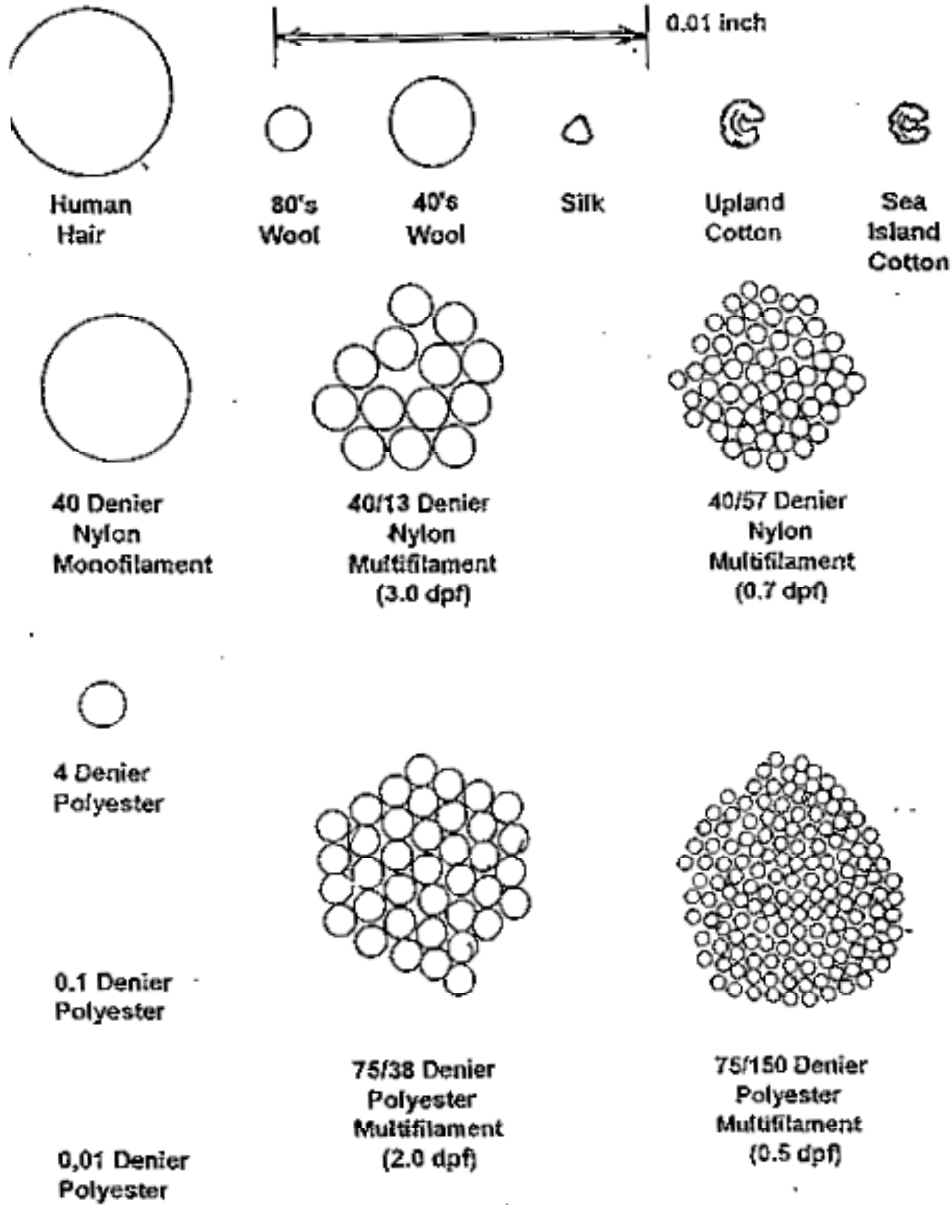 0.01 inch
Human
Hair
80's
Wool
40's
Wool
Silk
Upland
Cotton
Sea
Island
Cotton
40 Denier
Nylon
Monofilament
40/13 Denier
Nylon
Multifilament
(3.0 dpf)
40/57 Denier
Nylon
Multifilament
(0.7 dpf)
4 Denier
Polyester
0.1 Denier
Polyester
75/38 Denier
Polyester
Multifilament
(2.0 dpf)
75/150 Denier
Polyester
Multifilament
(0.5 dpf)
0,01 Denier
Polyester